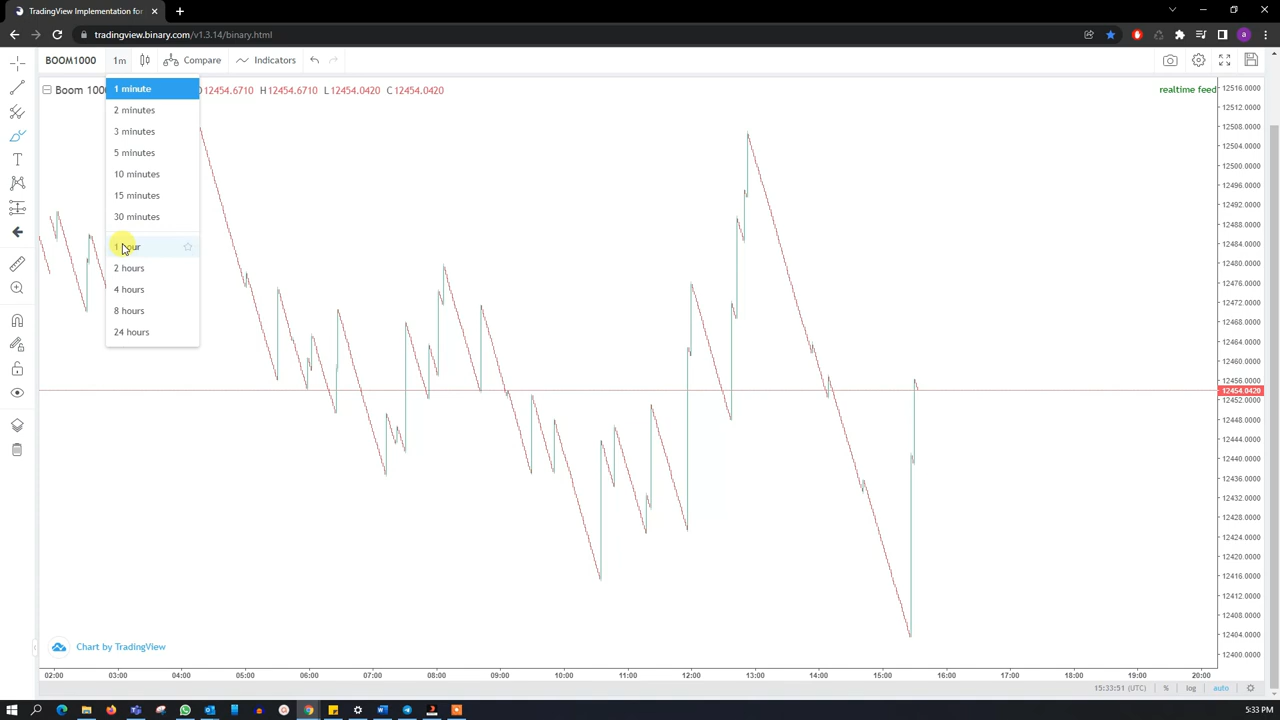 TradingView Implementation for
tradingview.binary.com/v1.3.14/binary.html
a
BOOM1000
1m
Compare
Indicators
Boom 100
12454.6710 H12454.6710 L12454.0420 C12454.0420
realtime feed
1 minute
2 minutes
3 minutes
5 minutes
10 minutes
15 minutes
30 minutes
1 hour
2 hours
4 hours
8 hours
24 hours
12516.0000
12512.0000
12508.0000
12504.0000
12500.0000
12496.0000
12492.0000
12488.0000
12484.0000
12480.0000
12476.0000
12472.0000
12468.0000
12464.0000
12460.0000
12456.0000
12454.0420
12452.0000
12448.0000
12444.0000
12440.0000
12436.0000
12432.0000
12428.0000
12424.0000
12420.0000
12416.0000
12412.0000
12408.0000
12404.0000
12400.0000
Chart by TradingView
02:00 03:00 04:00 05:00 06:00 07:00 08:00 09:00 10:00 11:00 12:00 13:00 14:00 15:00 16:00 17:00 18:00 19:00 20:00
15:33:51 (UTC) % log auto
5:33 PM